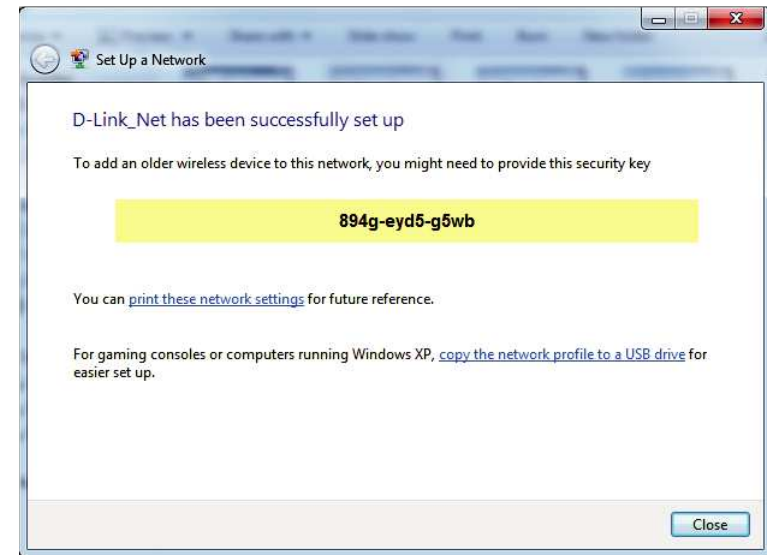 Set Up a Network
D-Link_Net has been successfully set up
To add an older wireless device to this network, you might need to provide this security key
894g-eyd5-g5wb
You can print these network settings for future reference.
For gaming consoles or computers running Windows XP, copy the network profile to a USB drive for
easier set up.
Close